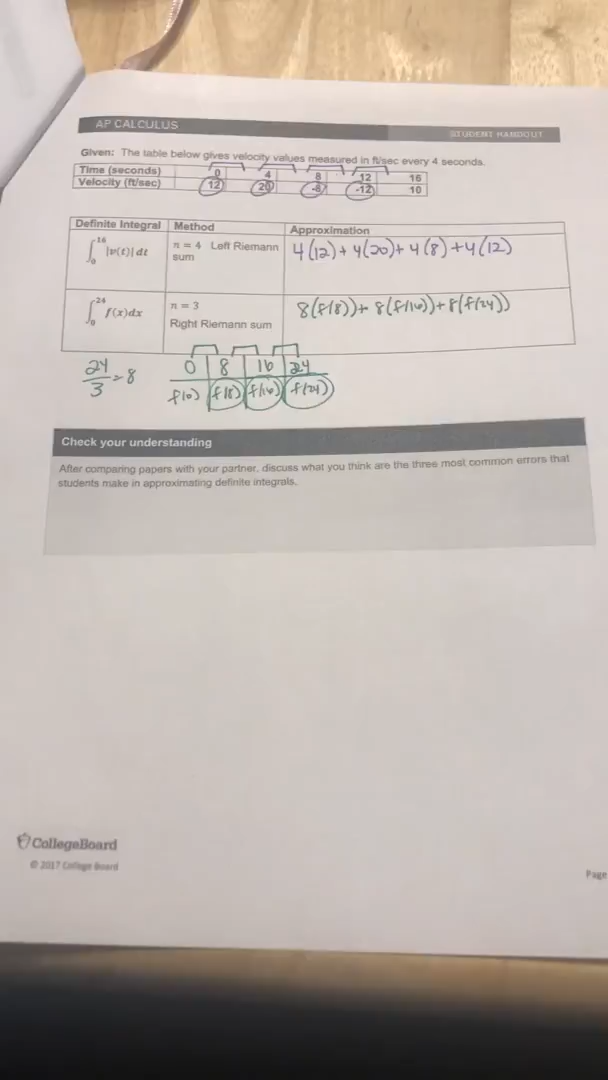 AP CALCULUS
STUDENT HANDOUT
Given: The table below gives velocity values measured in ft/sec every 4 seconds.
Time (seconds) 0 4 8 12 16
Velocity (ft/sec) 12 20 -8 -12 10
Definite Integral Method Approximation
∫₀¹⁶ |v(t)| dt n = 4 Left Riemann sum 4(12) + 4(20) + 4(8) + 4(12)
∫₀²⁴ f(x)dx n = 3 Right Riemann sum 8(f(8)) + 8(f(16)) + 8(f(24))
24/3 = 8
0 8 16 24
f(0) f(8) f(16) f(24)
Check your understanding
After comparing papers with your partner, discuss what you think are the three most common errors that
students make in approximating definite integrals.
CollegeBoard
© 2017 College Board
Page